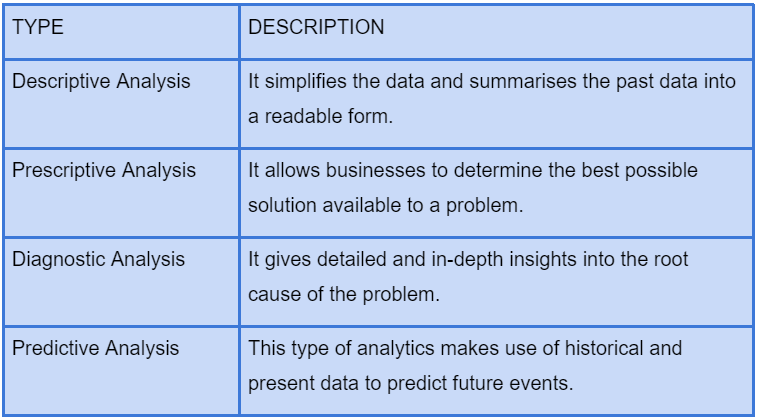 TYPE DESCRIPTION
Descriptive Analysis It simplifies the data and summarises the past data into
a readable form.
Prescriptive Analysis It allows businesses to determine the best possible
solution available to a problem.
Diagnostic Analysis It gives detailed and in-depth insights into the root
cause of the problem.
Predictive Analysis This type of analytics makes use of historical and
present data to predict future events.